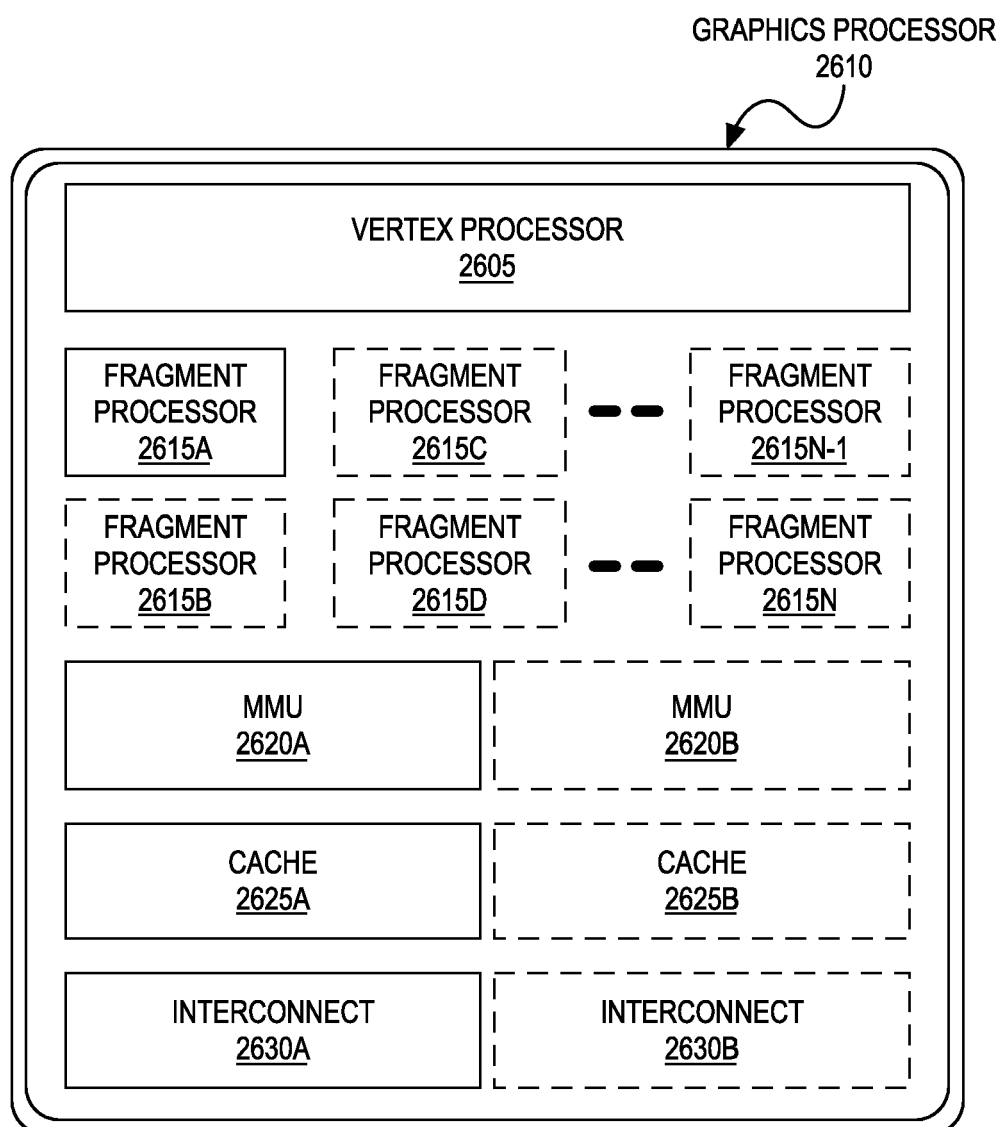 GRAPHICS PROCESSOR
2610
VERTEX PROCESSOR
2605
FRAGMENT
PROCESSOR
2615A
FRAGMENT
PROCESSOR
2615C
FRAGMENT
PROCESSOR
2615N-1
FRAGMENT
PROCESSOR
2615B
FRAGMENT
PROCESSOR
2615D
FRAGMENT
PROCESSOR
2615N
MMU
2620A
MMU
2620B
CACHE
2625A
CACHE
2625B
INTERCONNECT
2630A
INTERCONNECT
2630B